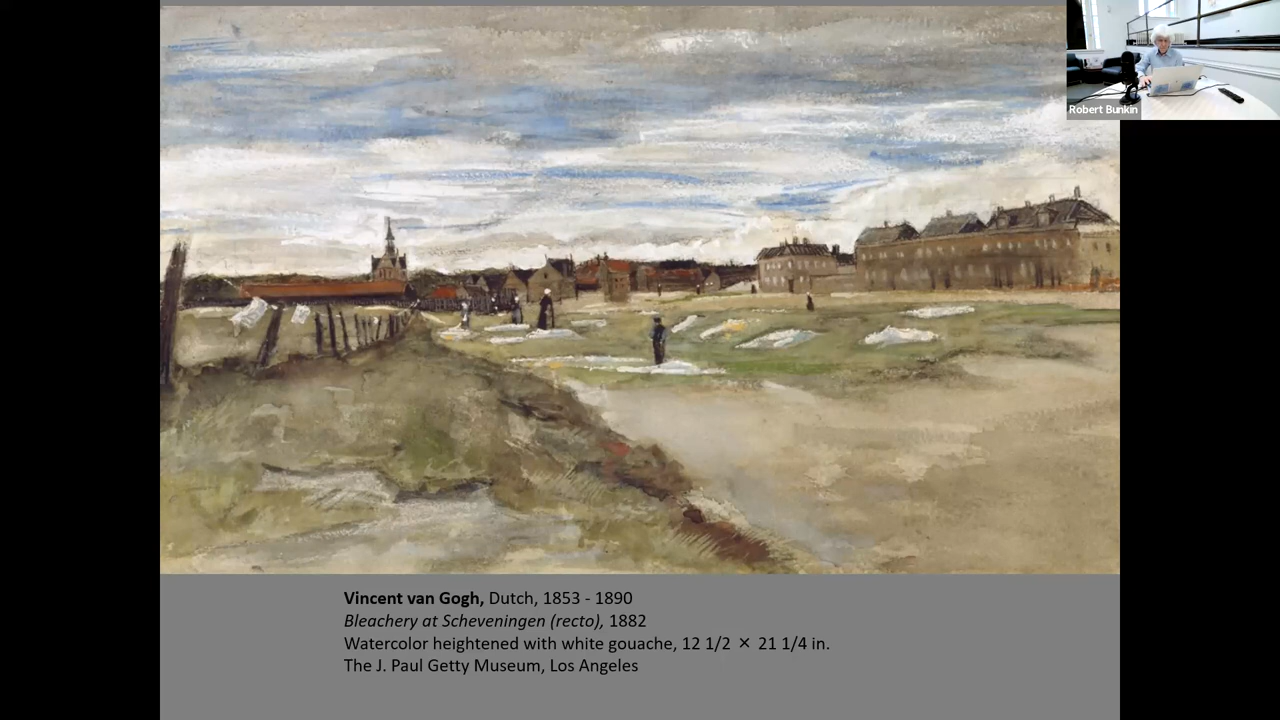 Robert Bunkin
Vincent van Gogh, Dutch, 1853 - 1890
Bleachery at Scheveningen (recto), 1882
Watercolor heightened with white gouache, 12 1/2 × 21 1/4 in.
The J. Paul Getty Museum, Los Angeles